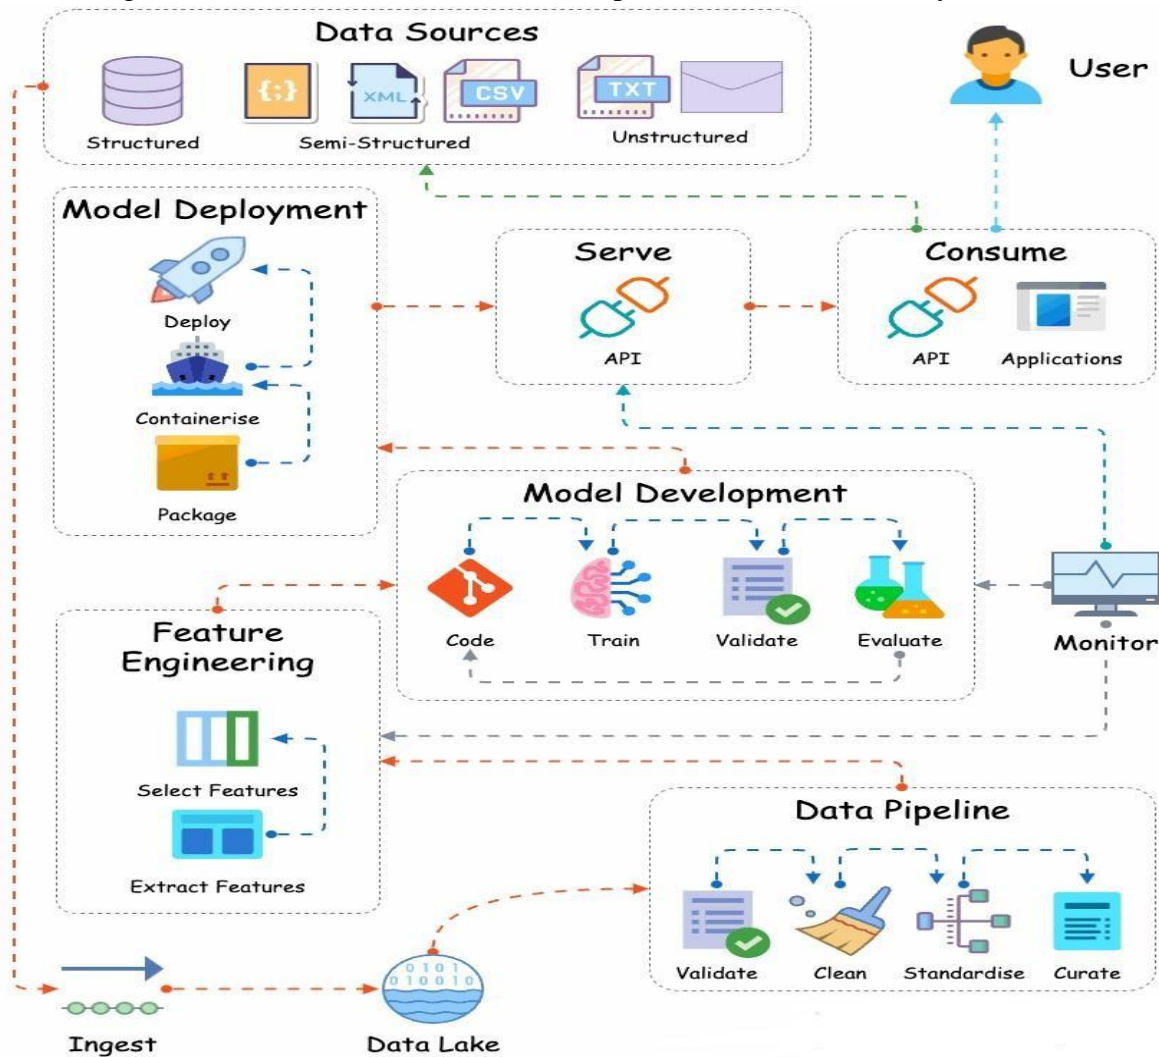 Data Sources
{;}
XML
CSV
TXT
Structured
Semi-Structured
Unstructured
User
Model Deployment
Deploy
Containerise
Package
Serve
API
Consume
API
Applications
Model Development
Code
Train
Validate
Evaluate
Monitor
Feature
Engineering
Select Features
Extract Features
Data Pipeline
Validate
Clean
Standardise
Curate
0101
010010
Ingest
Data Lake